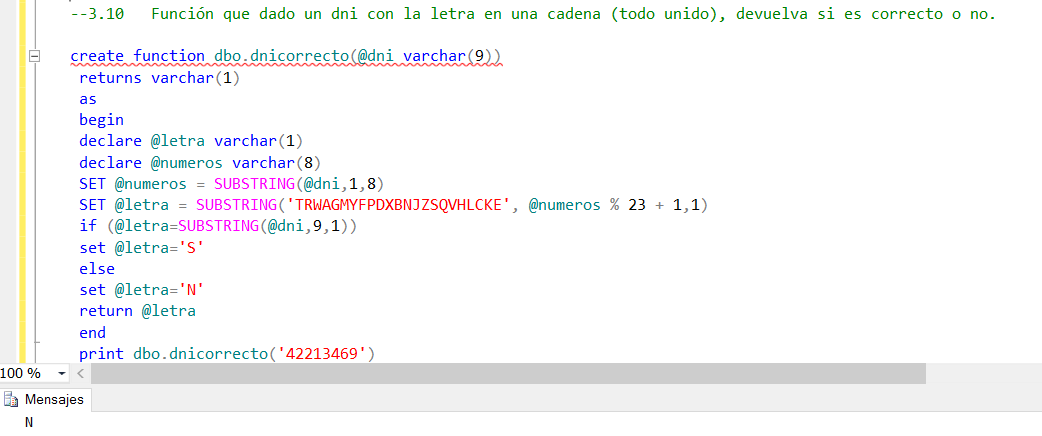 --3.10 Función que dado un dni con la letra en una cadena (todo unido), devuelva si es correcto o no.
create function dbo.dnicorrecto(@dni varchar(9))
returns varchar(1)
as
begin
declare @letra varchar(1)
declare @numeros varchar(8)
SET @numeros = SUBSTRING(@dni,1,8)
SET @letra = SUBSTRING('TRWAGMYFPDXBNJZSQVHLCKE', @numeros % 23 + 1,1)
if (@letra=SUBSTRING(@dni,9,1))
set @letra='S'
else
set @letra='N'
return @letra
end
print dbo.dnicorrecto('42213469')
100 %
Mensajes
N